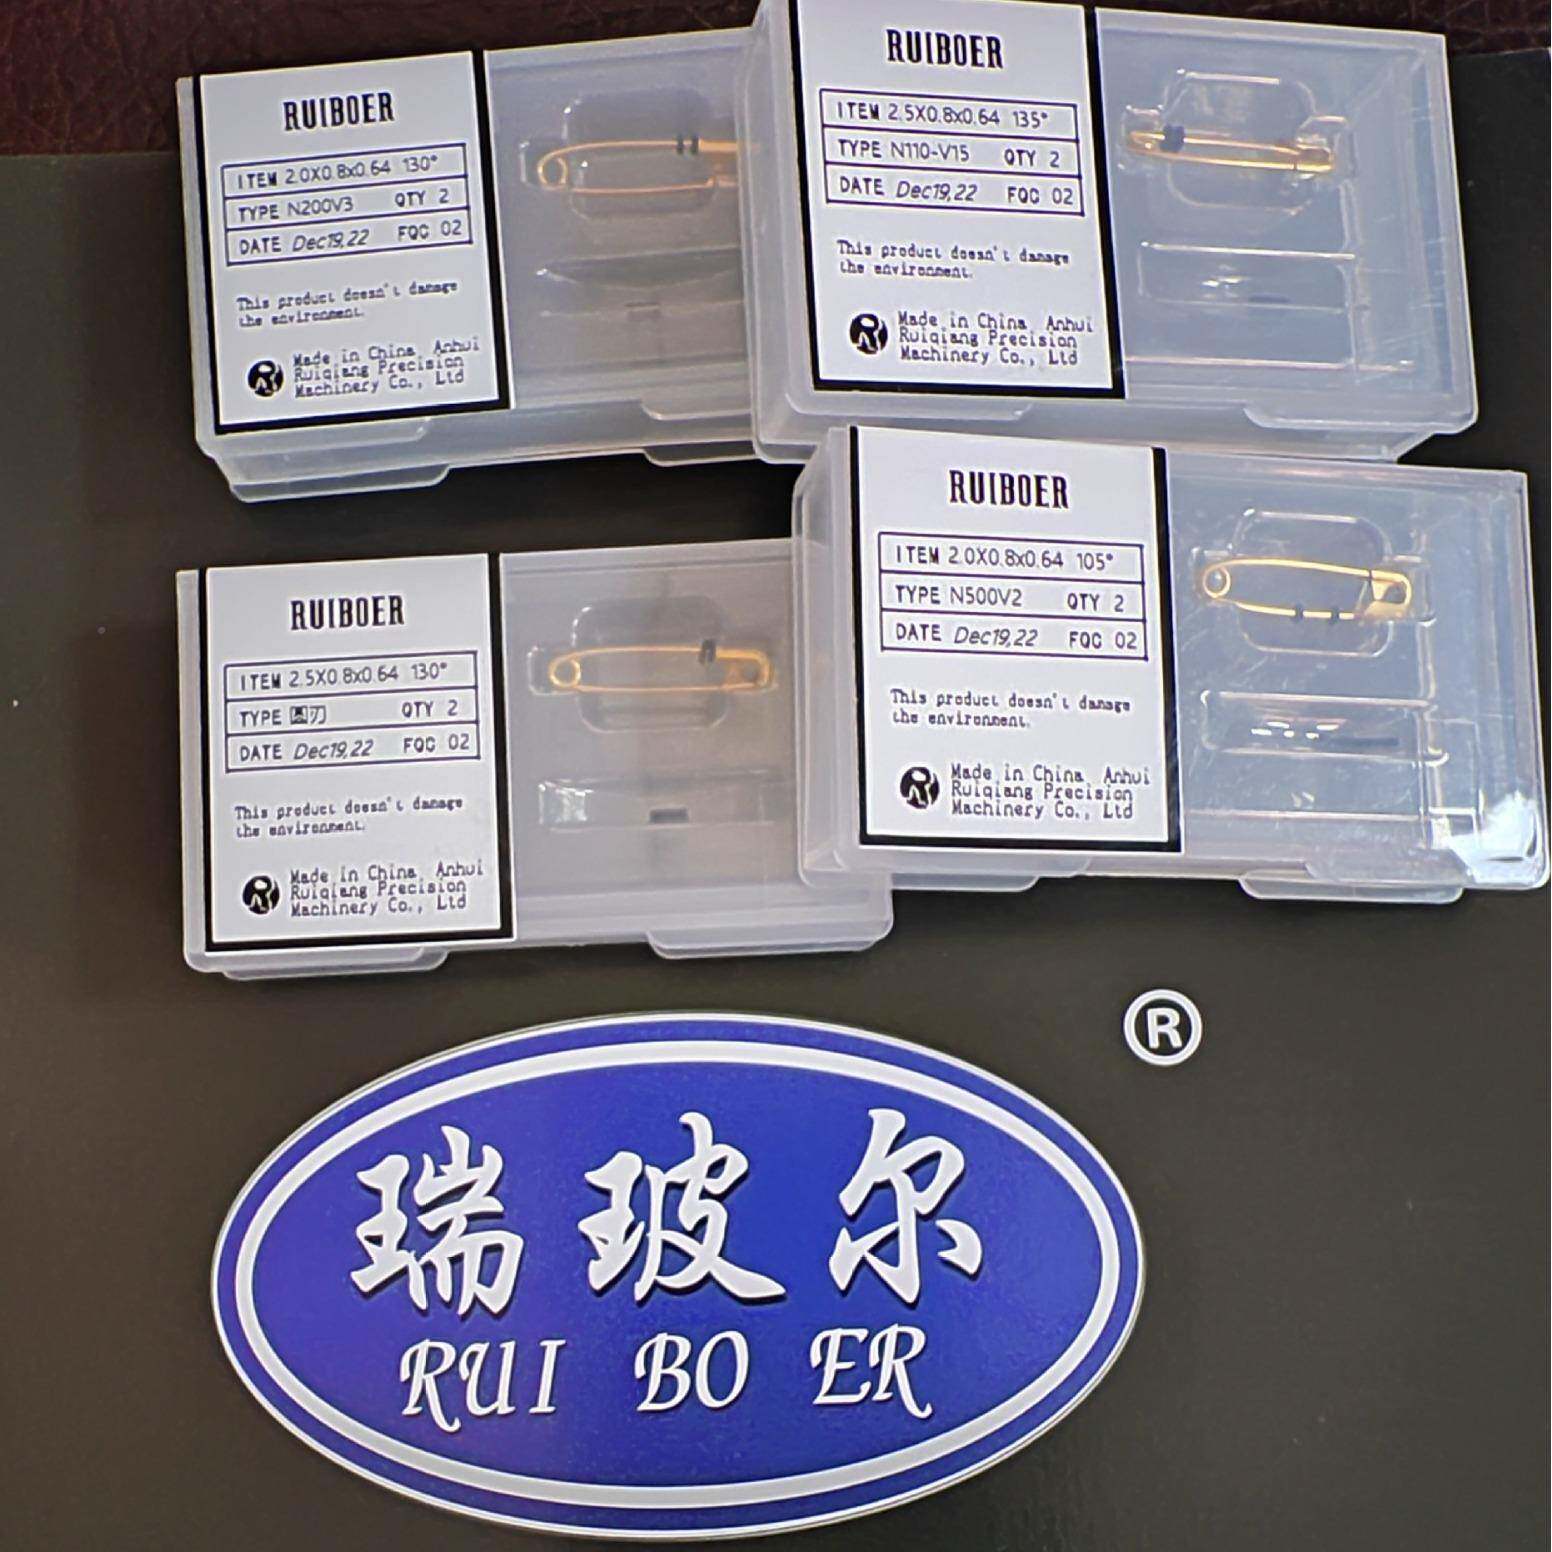 RUIBOER
ITEM 2.0X0.8x0.64 130°
TYPE N200V3 QTY 2
DATE Dec19,22 FQC 02
This product doesn't damage
the environment.
Made in China Anhui
Ruiqiang Precision
Machinery Co., Ltd
RUIBOER
ITEM 2.5X0.8x0.64 135°
TYPE N110-V15 QTY 2
DATE Dec19,22 FQC 02
This product doesn't damage
the environment.
Made in China Anhui
Ruiqiang Precision
Machinery Co., Ltd
RUIBOER
ITEM 2.5X0.8x0.64 130°
TYPE 圆刃 QTY 2
DATE Dec19,22 FQC 02
This product doesn't damage
the environment.
Made in China Anhui
Ruiqiang Precision
Machinery Co., Ltd
RUIBOER
ITEM 2.0X0.8x0.64 105°
TYPE N500V2 QTY 2
DATE Dec19,22 FQC 02
This product doesn't damage
the environment.
Made in China Anhui
Ruiqiang Precision
Machinery Co., Ltd
®
瑞玻尔
RUI BO ER